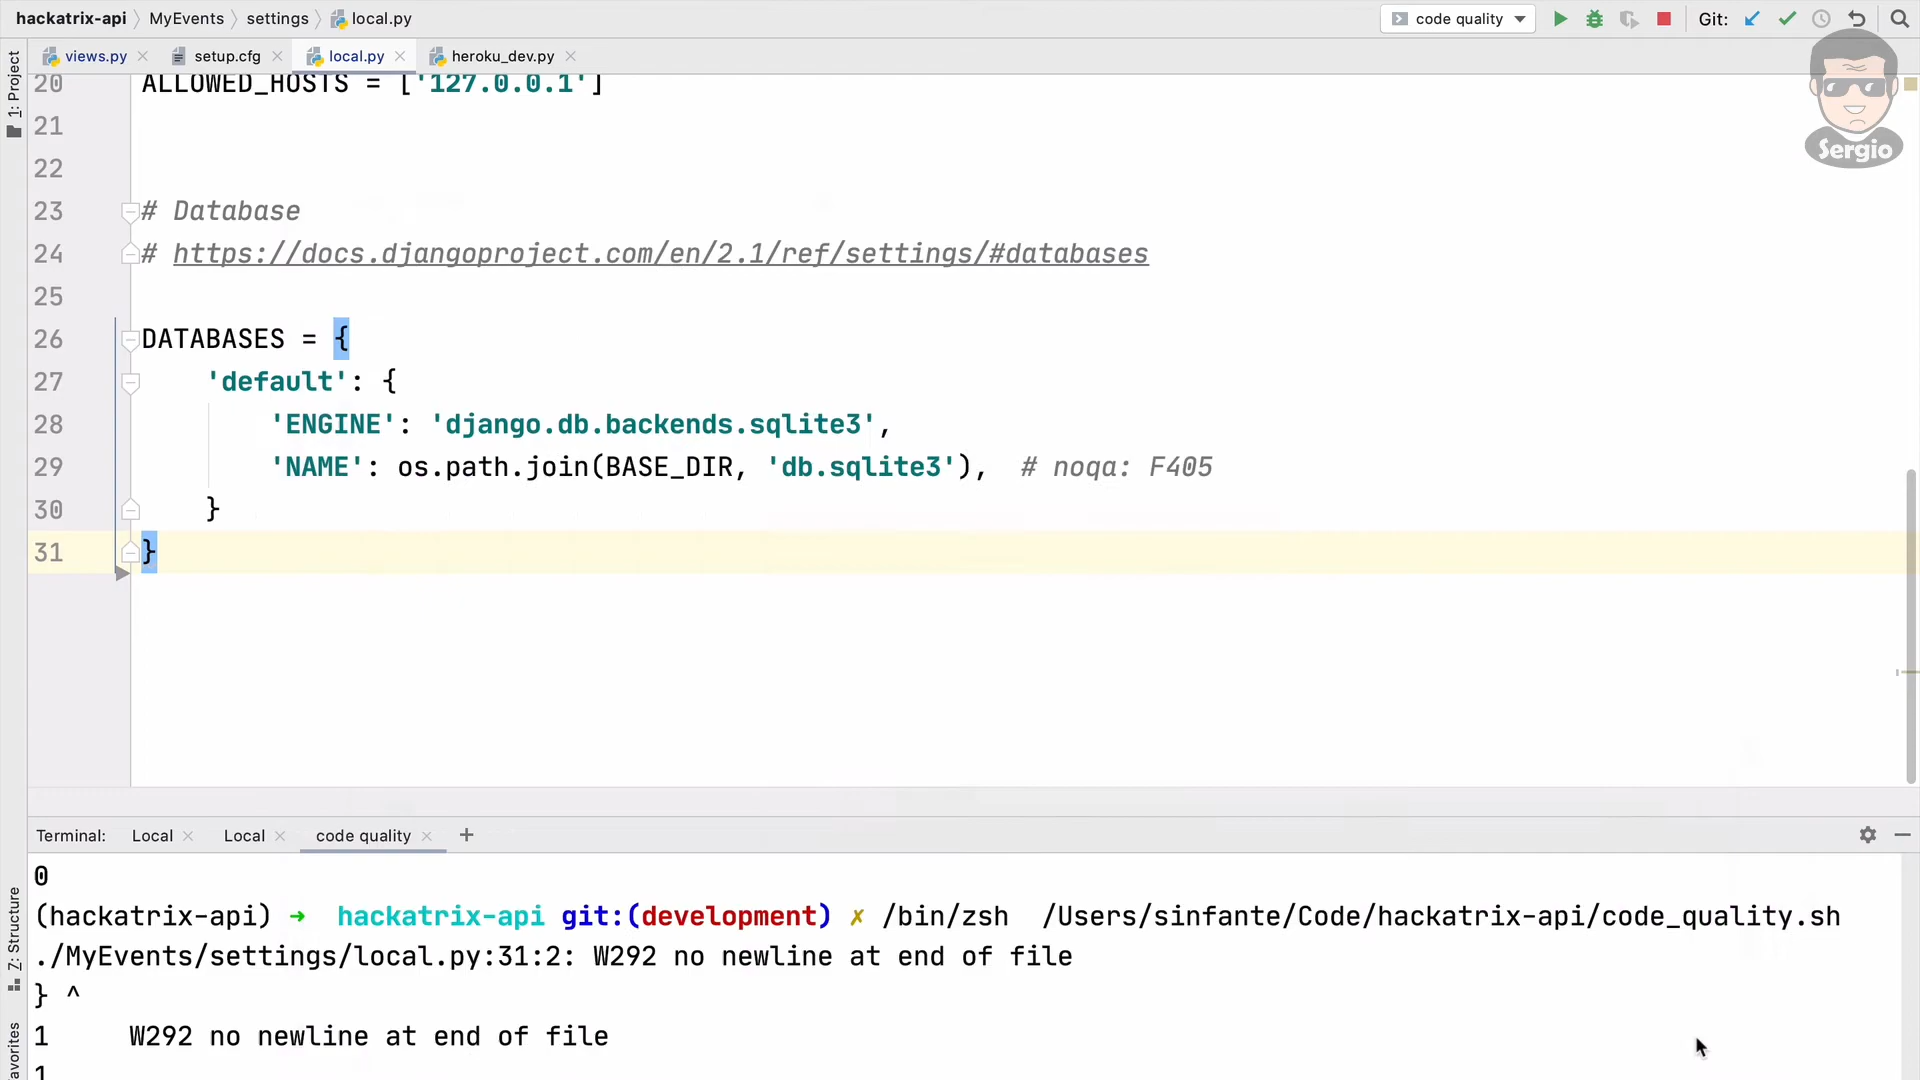 hackatrix-api MyEvents settings local.py code quality Git:
views.py setup.cfg local.py heroku_dev.py
Sergio
1: Project
20 ALLOWED_HOSTS = ['127.0.0.1']
21
22
23 # Database
24 # https://docs.djangoproject.com/en/2.1/ref/settings/#databases
25
26 DATABASES = {
27 'default': {
28 'ENGINE': 'django.db.backends.sqlite3',
29 'NAME': os.path.join(BASE_DIR, 'db.sqlite3'), # noqa: F405
30 }
31 }
Terminal: Local Local code quality +
Z: Structure
avorites
0
(hackatrix-api) ➜ hackatrix-api git:(development) ✗ /bin/zsh /Users/sinfante/Code/hackatrix-api/code_quality.sh
./MyEvents/settings/local.py:31:2: W292 no newline at end of file
} ^
1 W292 no newline at end of file
1